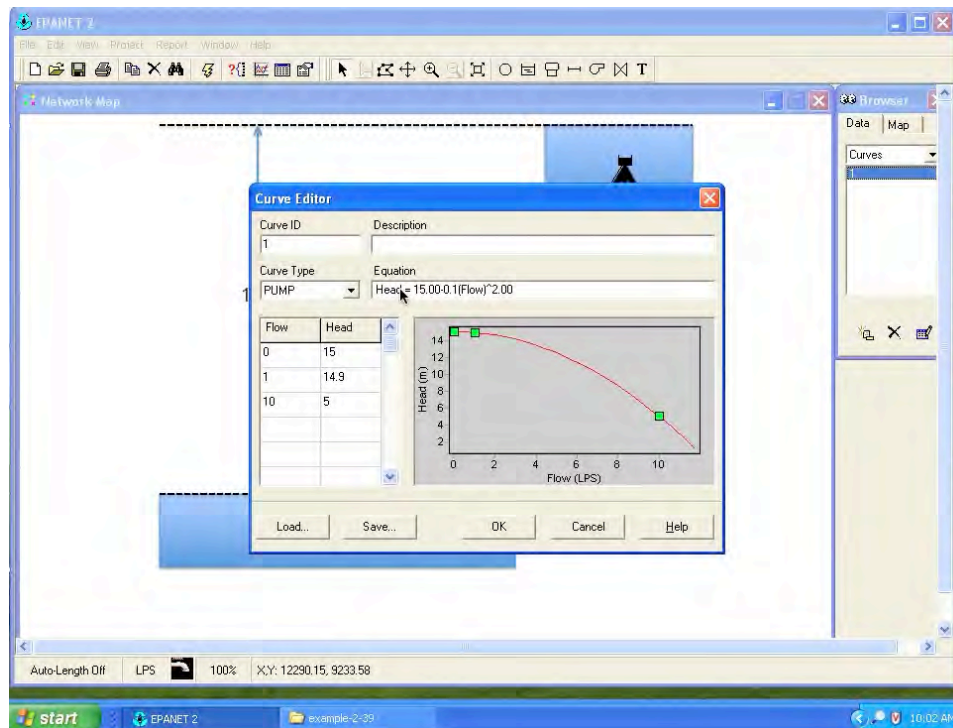 EPANET 2
File Edit View Project Report Window Help
T
Network Map
Browser
Data Map
Curves
1
1
Curve Editor
Curve ID
Description
1
Curve Type
Equation
PUMP
Head = 15.00-0.1(Flow)^2.00
Flow Head
0 15
1 14.9
10 5
Head (m)
14
12
10
8
6
4
2
0 2 4 6 8 10
Flow (LPS)
Load... Save... OK Cancel Help
Auto-Length Off LPS 100% X,Y: 12290.15, 9233.58
start EPANET 2 example-2-39 10:02 AM